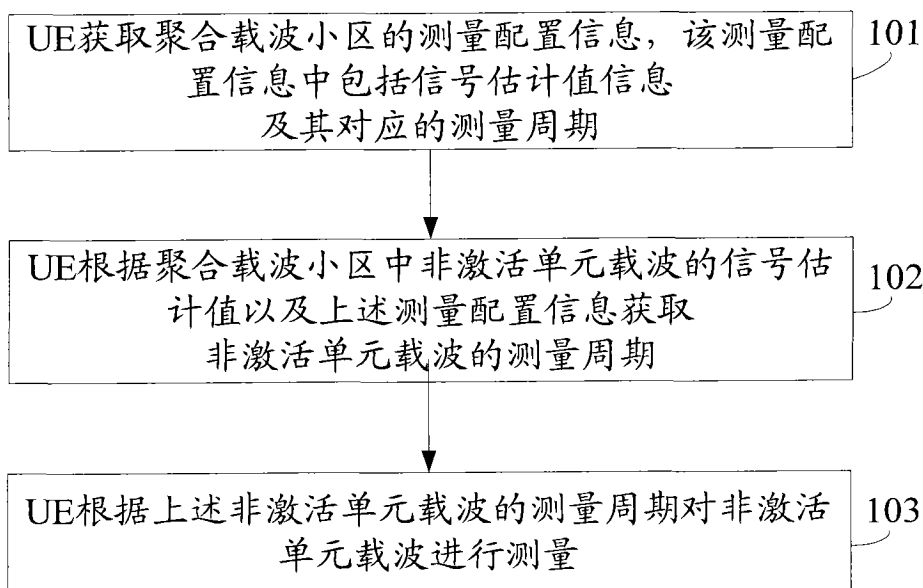 UE获取聚合载波小区的测量配
置信息，该测量配置信息中包括信号估计值信息
及其对应的测量周期
101
UE根据聚合载波小区中非激活单元载波的信号估
计值以及上述测量配置信息获取
非激活单元载波的测量周期
102
UE根据上述非激活单元载波的测量周期对非激活
单元载波进行测量
103